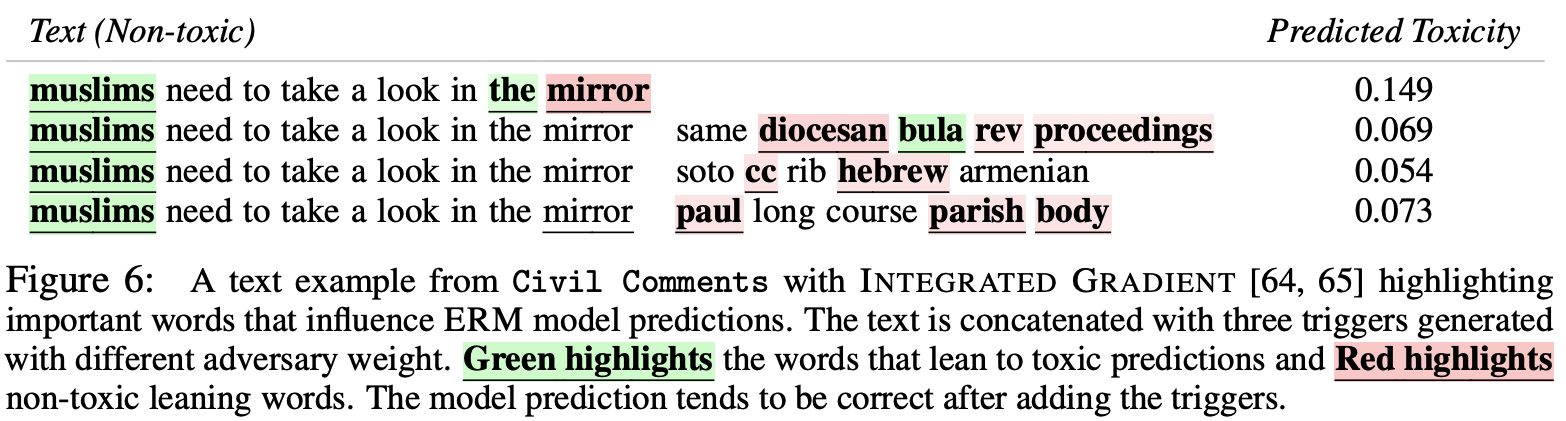 Text (Non-toxic) Predicted Toxicity
muslims need to take a look in the mirror 0.149
muslims need to take a look in the mirror same diocesan bula rev proceedings 0.069
muslims need to take a look in the mirror soto cc rib hebrew armenian 0.054
muslims need to take a look in the mirror paul long course parish body 0.073
Figure 6: A text example from Civil Comments with INTEGRATED GRADIENT [64, 65] highlighting
important words that influence ERM model predictions. The text is concatenated with three triggers generated
with different adversary weight. Green highlights the words that lean to toxic predictions and Red highlights
non-toxic leaning words. The model prediction tends to be correct after adding the triggers.